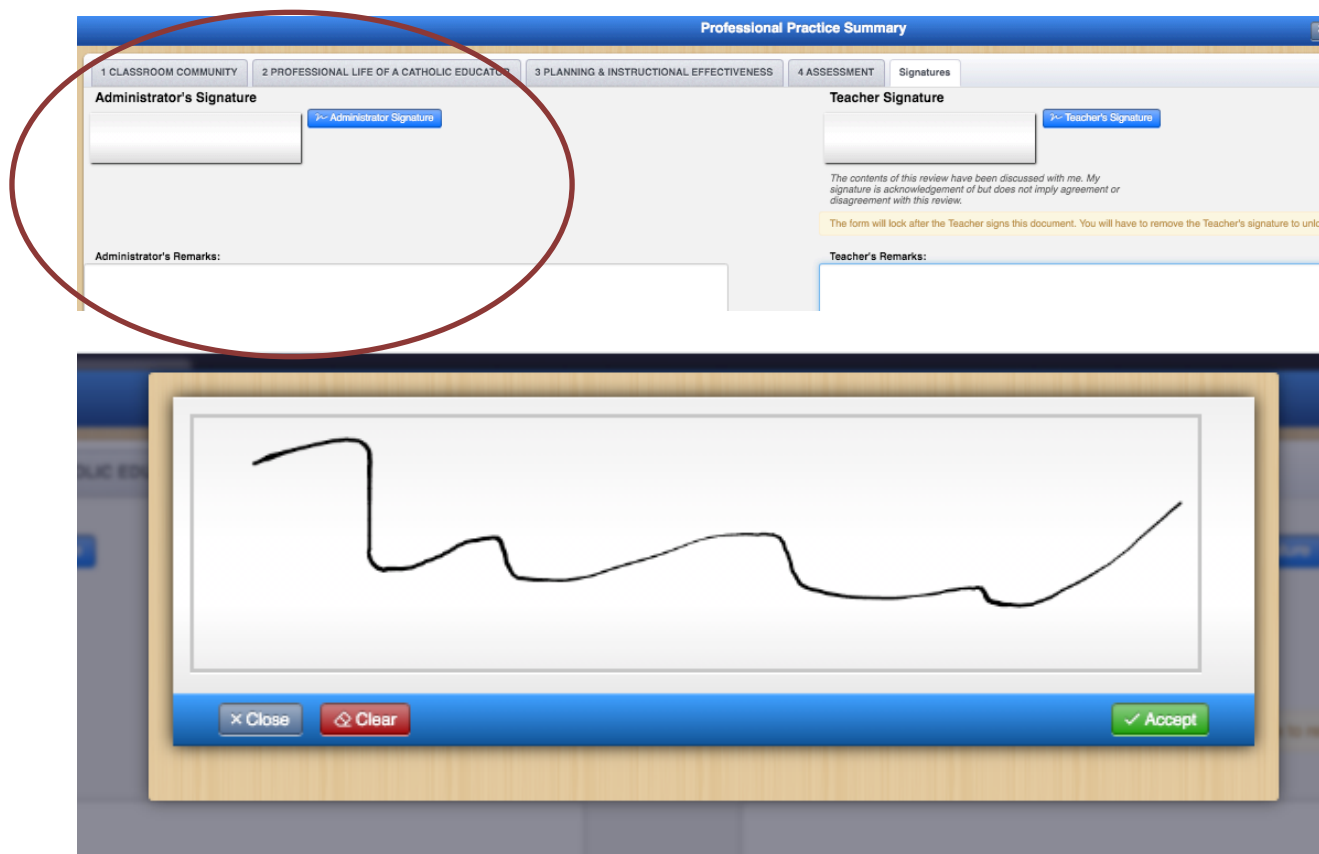 Professional Practice Summary
1 CLASSROOM COMMUNITY 2 PROFESSIONAL LIFE OF A CATHOLIC EDUCATOR 3 PLANNING & INSTRUCTIONAL EFFECTIVENESS 4 ASSESSMENT Signatures
Administrator's Signature
Administrator Signature
Administrator's Remarks:
Teacher Signature
Teacher's Signature
The contents of this review have been discussed with me. My
signature is acknowledgement of but does not imply agreement or
disagreement with this review.
The form will lock after the Teacher signs this document. You will have to remove the Teacher's signature to unlo
Teacher's Remarks:
Close Clear Accept